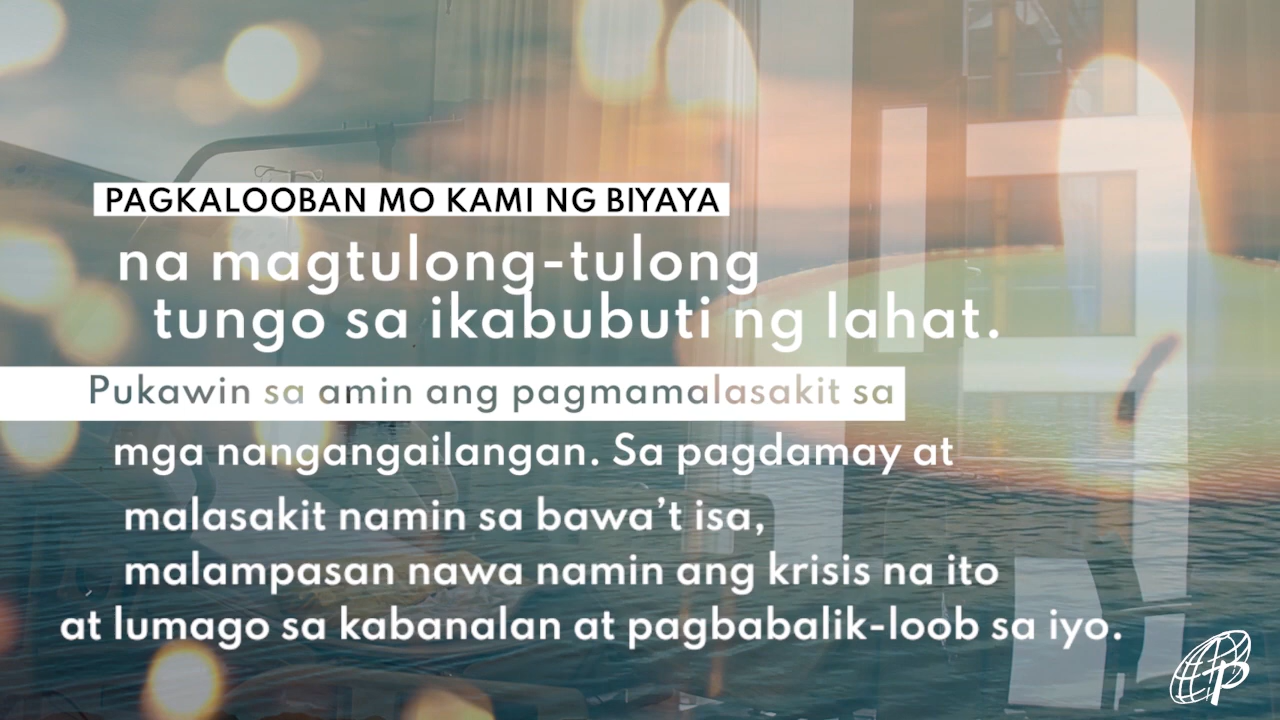 PAGKALOOBAN MO KAMI NG BIYAYA
na magtulong-tulong
tungo sa ikabubuti ng lahat.
Pukawin sa amin ang pagmamalasakit sa
mga nangangailangan. Sa pagdamay at
malasakit namin sa bawa’t isa,
malampasan nawa namin ang krisis na ito
at lumago sa kabanalan at pagbabalik-loob sa iyo.